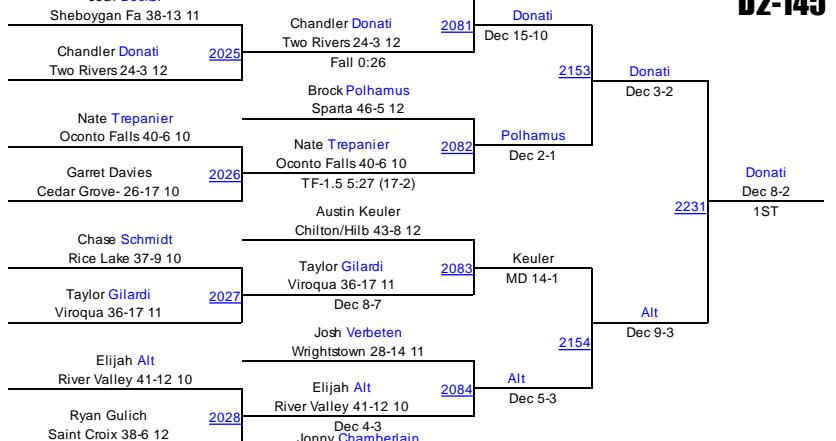 D2-145
Sheboygan Fa 38-13 11
Chandler Donati
Two Rivers 24-3 12
2025
Nate Trepanier
Oconto Falls 40-6 10
Garret Davies
Cedar Grove- 26-17 10
2026
Chase Schmidt
Rice Lake 37-9 10
Taylor Gilardi
Viroqua 36-17 11
2027
Elijah Alt
River Valley 41-12 10
Ryan Gulich
Saint Croix 38-6 12
2028
Chandler Donati
Two Rivers 24-3 12
Fall 0:26
2081
Brock Polhamus
Sparta 46-5 12
Nate Trepanier
Oconto Falls 40-6 10
TF-1.5 5:27 (17-2)
2082
Austin Keuler
Chilton/Hilb 43-8 12
Taylor Gilardi
Viroqua 36-17 11
Dec 8-7
2083
Josh Verbeten
Wrightstown 28-14 11
Elijah Alt
River Valley 41-12 10
Dec 4-3
2084
Jonny Chamberlain
Donati
Dec 15-10
2153
Polhamus
Dec 2-1
Keuler
MD 14-1
2154
Alt
Dec 5-3
Donati
Dec 3-2
2231
Alt
Dec 9-3
Donati
Dec 8-2
1ST